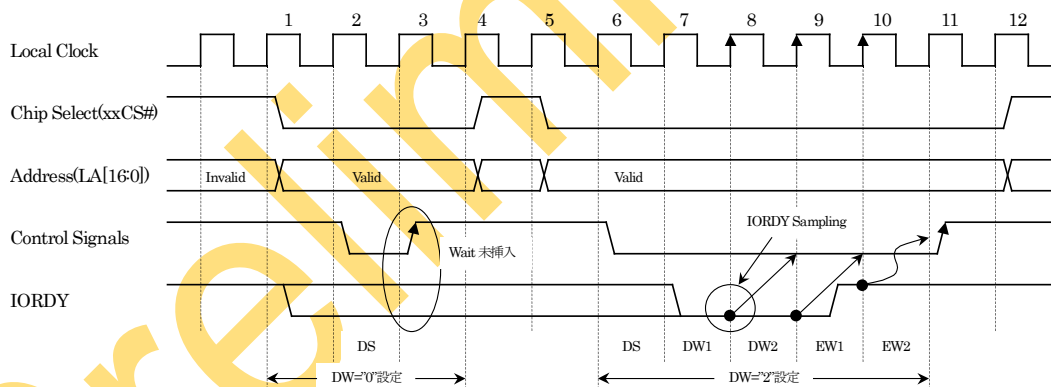 1 2 3 4 5 6 7 8 9 10 11 12
Local Clock
Chip Select(xxCS#)
Address(LA[16:0])
Invalid Valid Valid
IORDY Sampling
Control Signals
Wait 未挿入
IORDY
DS DS DW1 DW2 EW1 EW2
DW="0"設定 DW="2"設定
Prelim